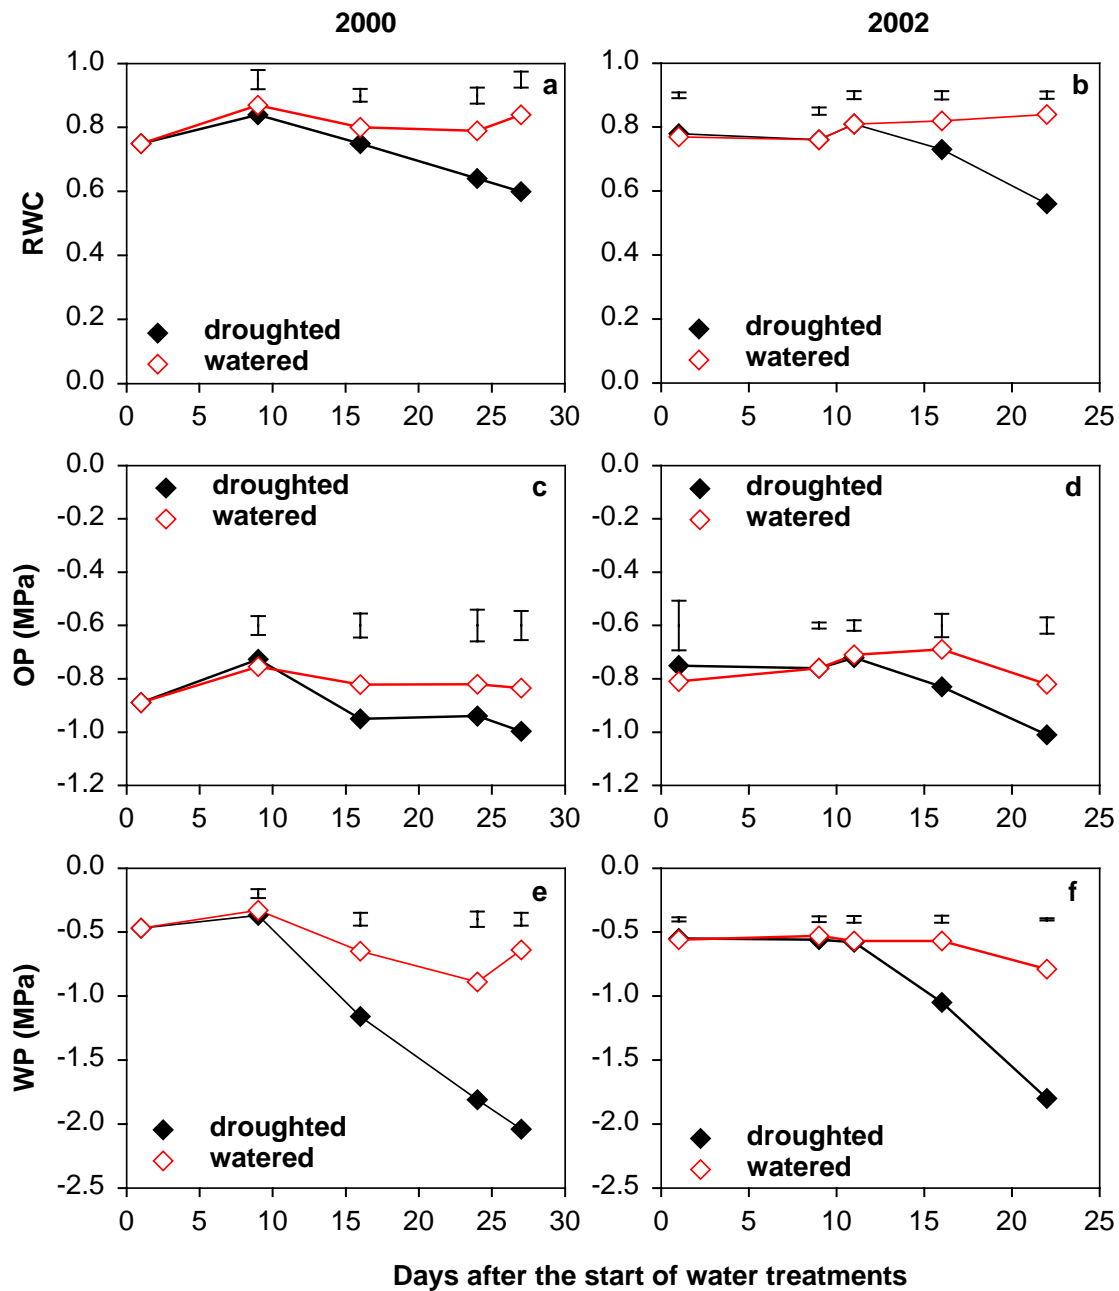 2000
2002
RWC
1.0
0.8
0.6
0.4
0.2
0.0
a
droughted
watered
0 5 10 15 20 25 30
1.0
0.8
0.6
0.4
0.2
0.0
b
droughted
watered
0 5 10 15 20 25
OP (MPa)
0.0
-0.2
-0.4
-0.6
-0.8
-1.0
-1.2
c
droughted
watered
0 5 10 15 20 25 30
0.0
-0.2
-0.4
-0.6
-0.8
-1.0
-1.2
d
droughted
watered
0 5 10 15 20 25
WP (MPa)
0.0
-0.5
-1.0
-1.5
-2.0
-2.5
e
droughted
watered
0 5 10 15 20 25 30
0.0
-0.5
-1.0
-1.5
-2.0
-2.5
f
droughted
watered
0 5 10 15 20 25
Days after the start of water treatments